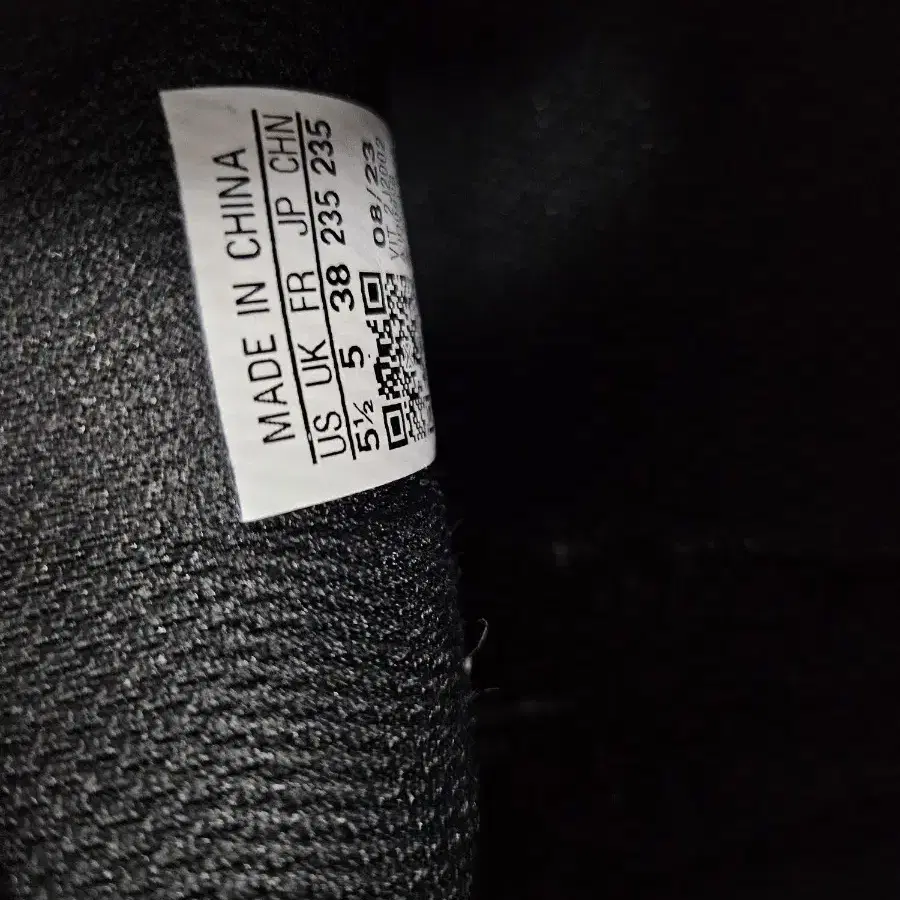 MADE IN CHINA
US UK FR JP CHN
5½ 5 38 235 235
08/23